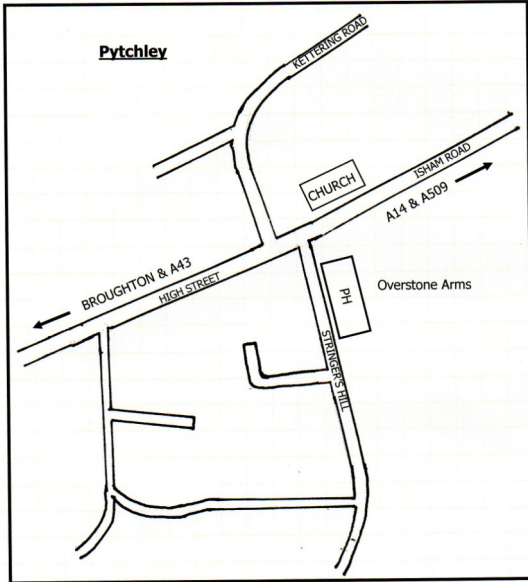 Pytchley
KETTERING ROAD
CHURCH
ISHAM ROAD
A14 & A509
BROUGHTON & A43
HIGH STREET
PH
Overstone Arms
STRINGER'S HILL